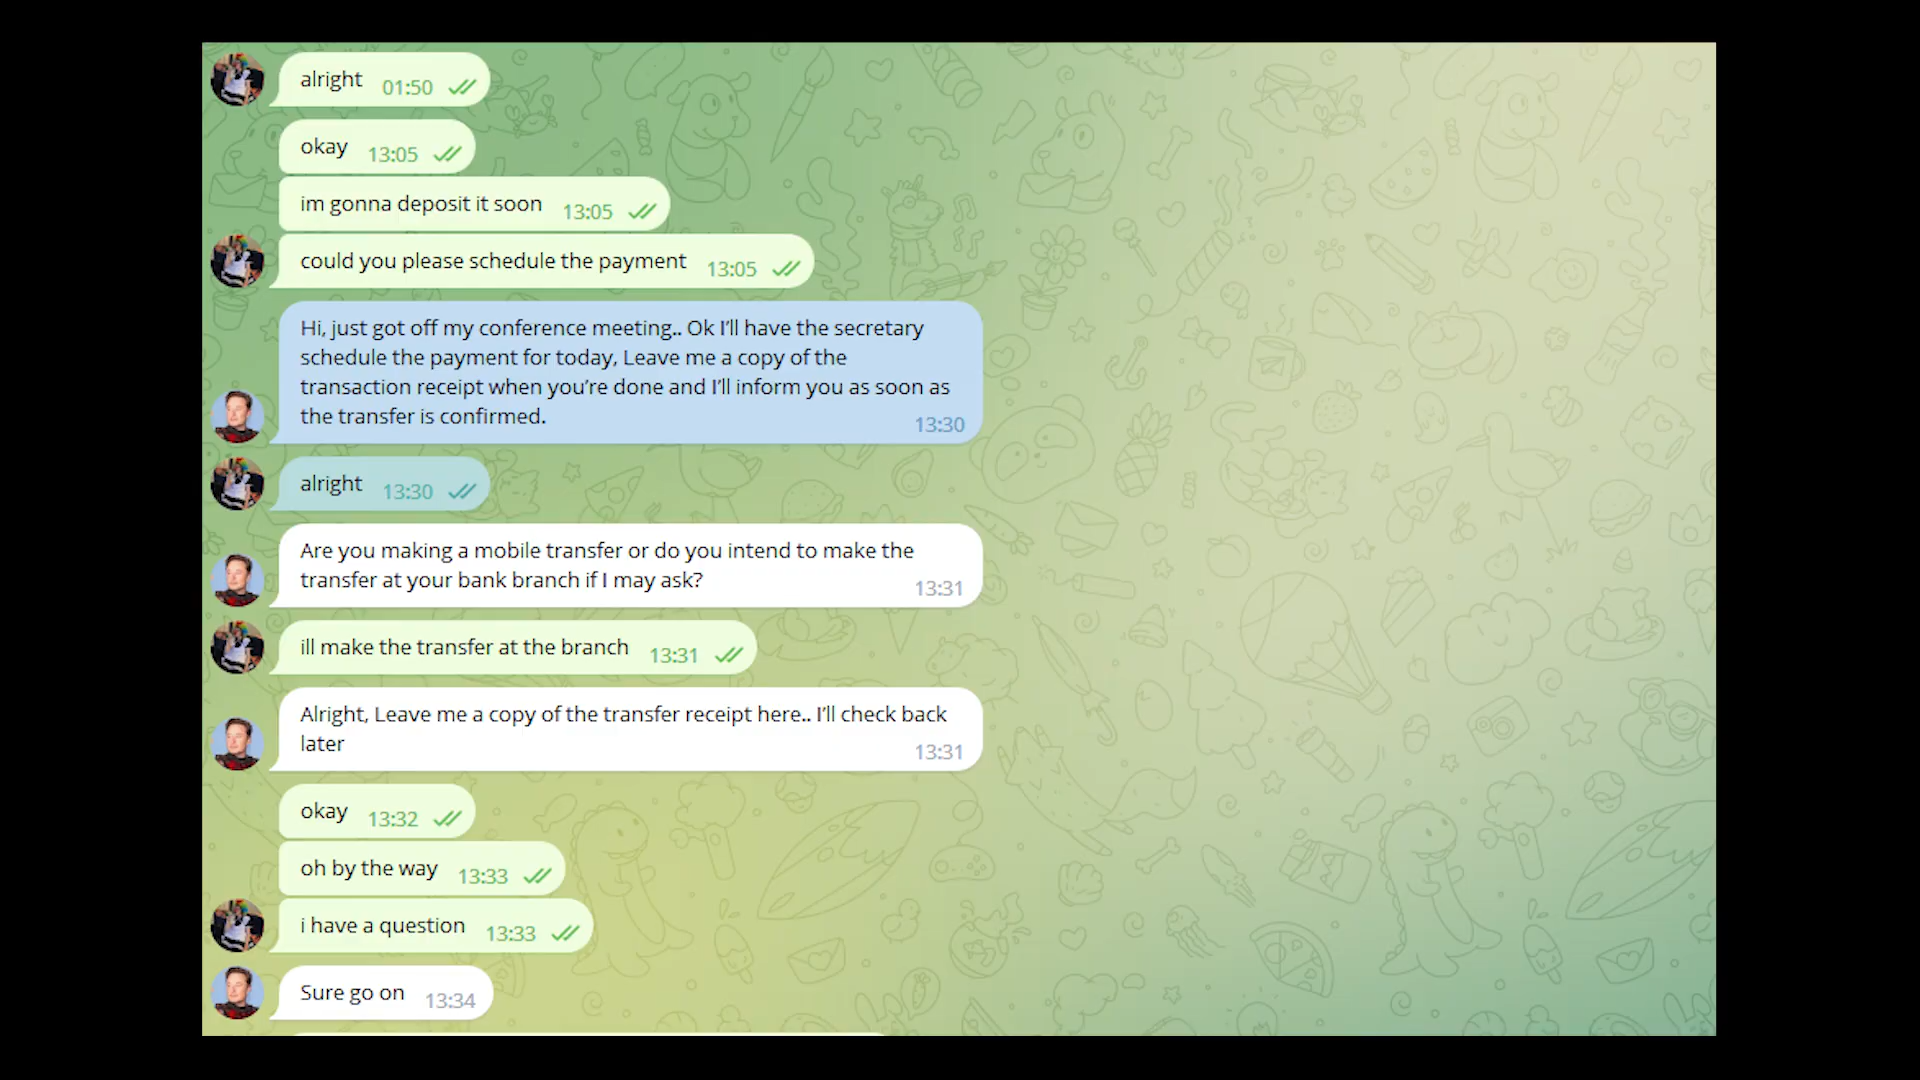 alright 01:50
okay 13:05
im gonna deposit it soon 13:05
could you please schedule the payment 13:05
Hi, just got off my conference meeting.. Ok I'll have the secretary
schedule the payment for today, Leave me a copy of the
transaction receipt when you're done and I'll inform you as soon as
the transfer is confirmed.
13:30
alright 13:30
Are you making a mobile transfer or do you intend to make the
transfer at your bank branch if I may ask?
13:31
ill make the transfer at the branch 13:31
Alright, Leave me a copy of the transfer receipt here.. I'll check back
later
13:31
okay 13:32
oh by the way 13:33
i have a question 13:33
Sure go on 13:34